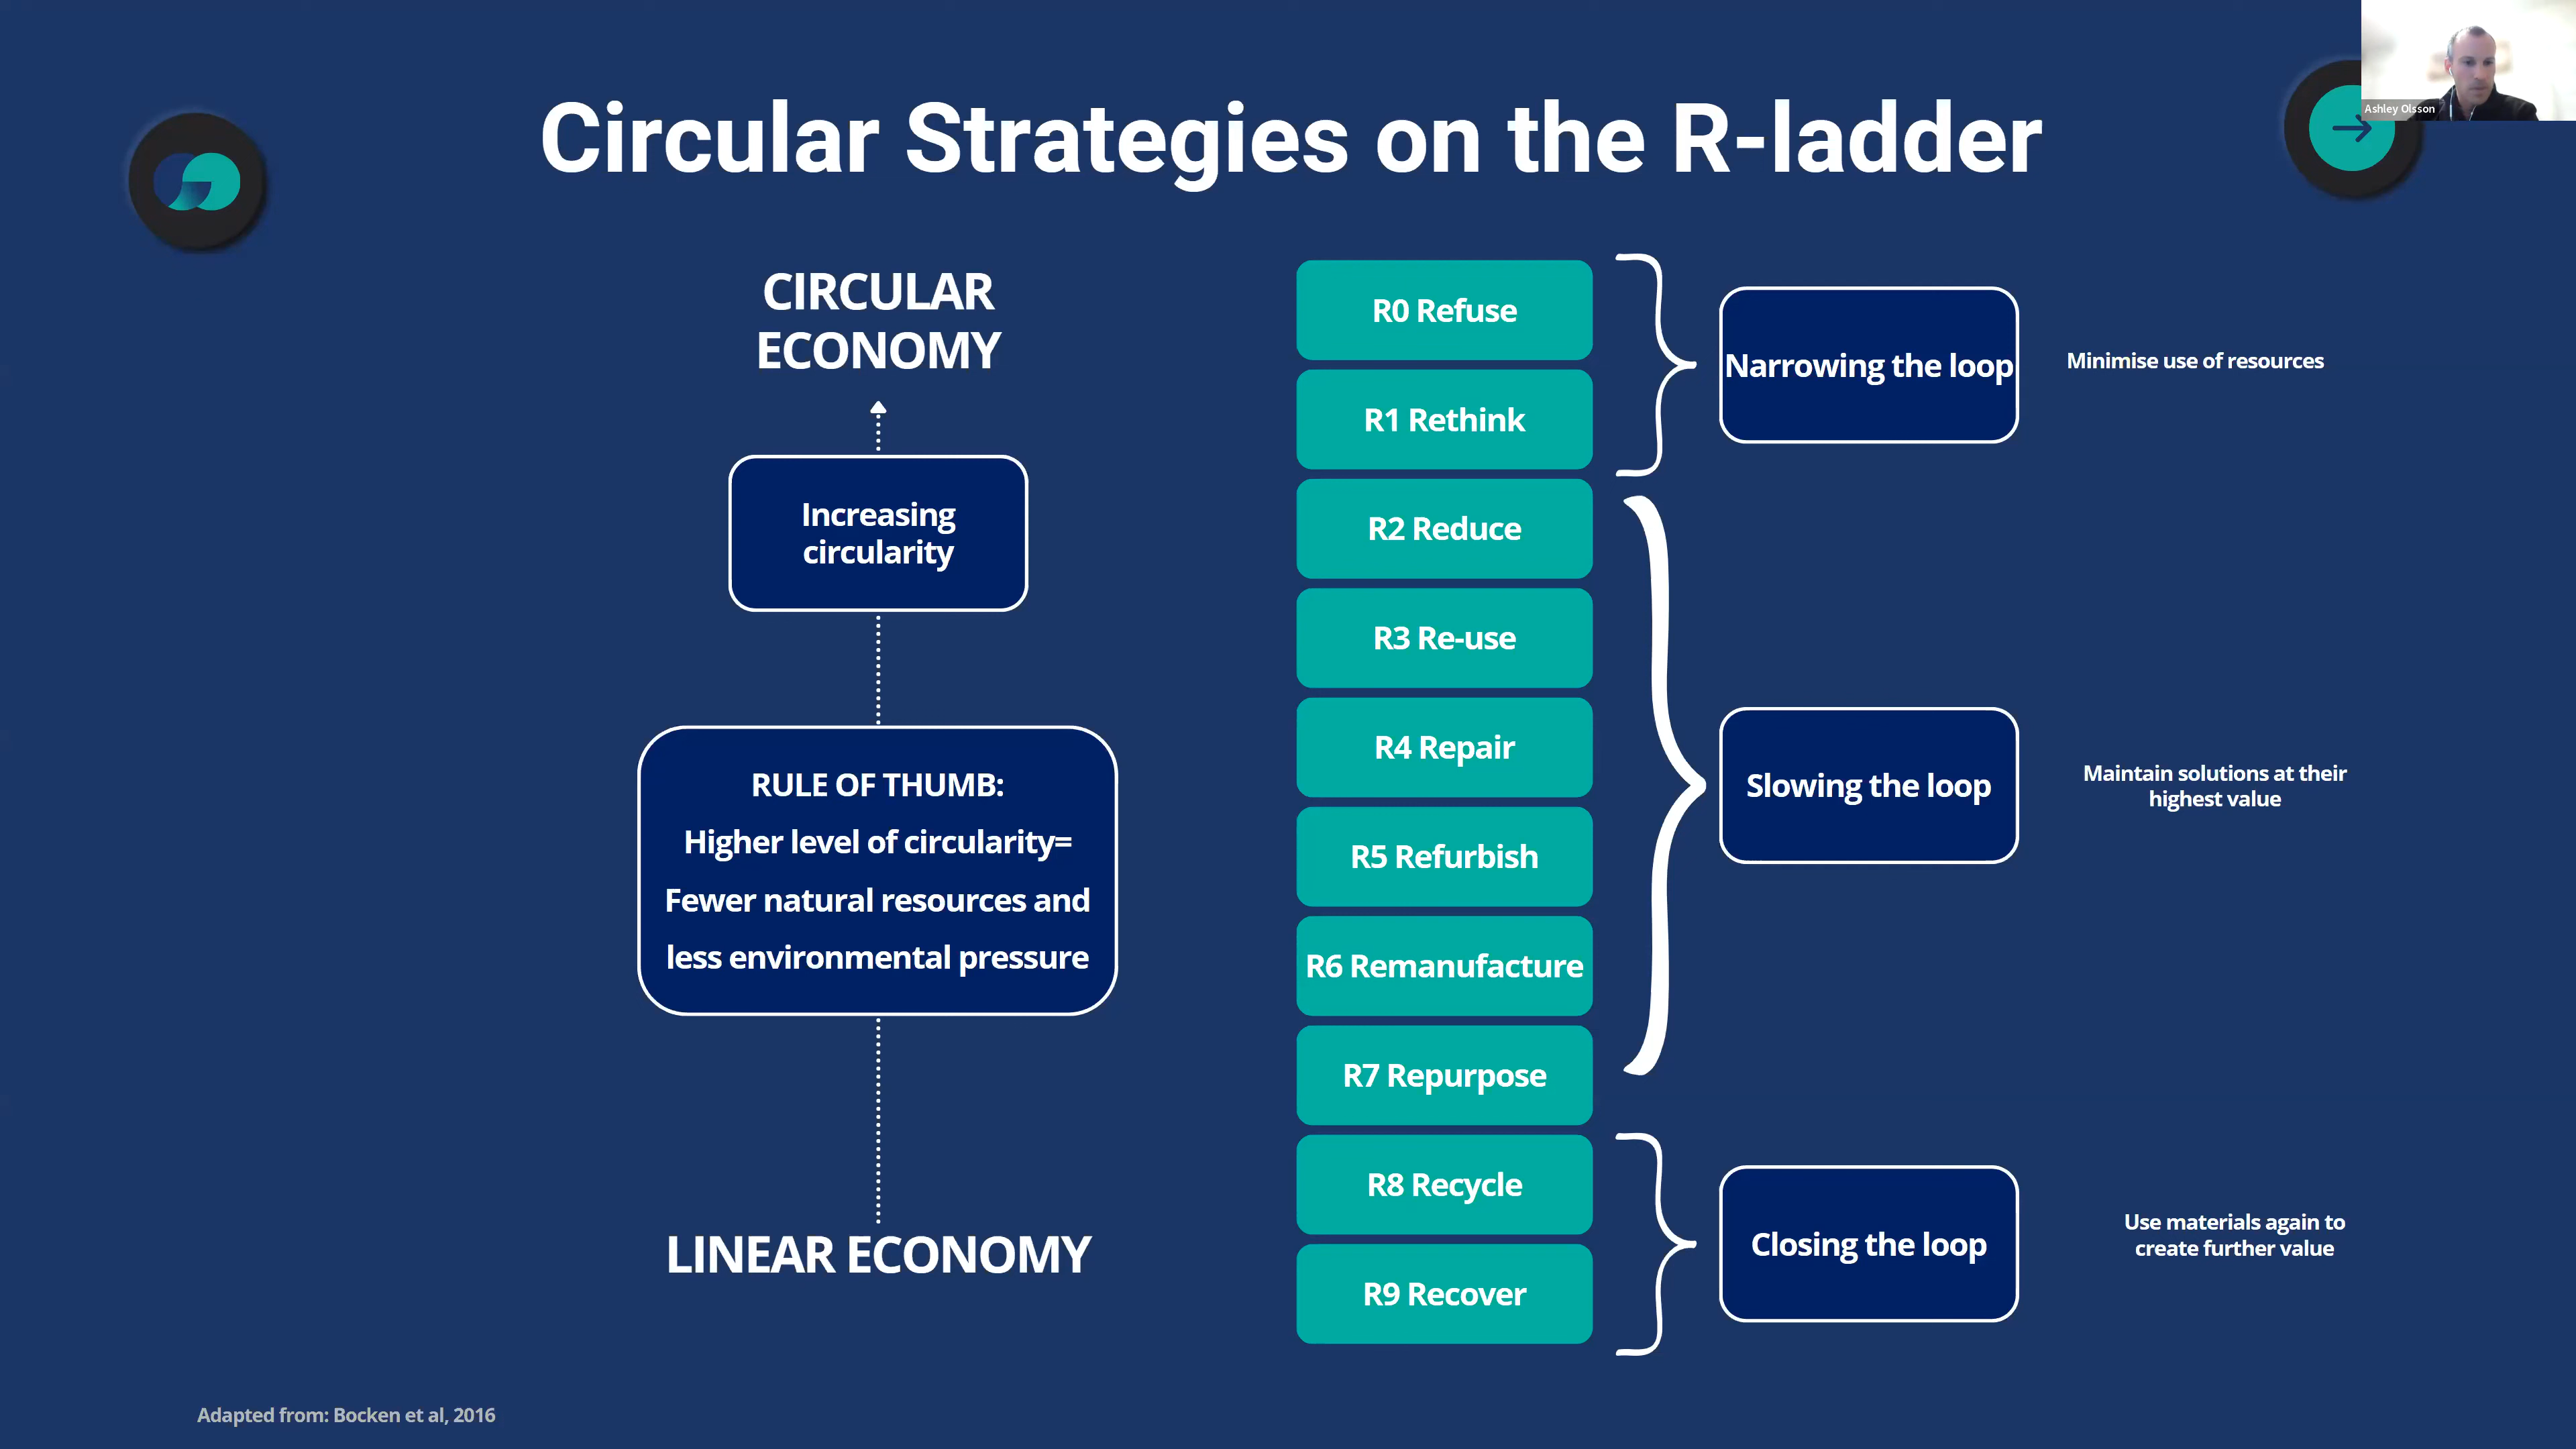 Ashley Olsson
Circular Strategies on the R-ladder
CIRCULAR
ECONOMY
Increasing
circularity
RULE OF THUMB:
Higher level of circularity=
Fewer natural resources and
less environmental pressure
LINEAR ECONOMY
R0 Refuse
R1 Rethink
R2 Reduce
R3 Re-use
R4 Repair
R5 Refurbish
R6 Remanufacture
R7 Repurpose
R8 Recycle
R9 Recover
Narrowing the loop
Minimise use of resources
Slowing the loop
Maintain solutions at their
highest value
Closing the loop
Use materials again to
create further value
Adapted from: Bocken et al, 2016